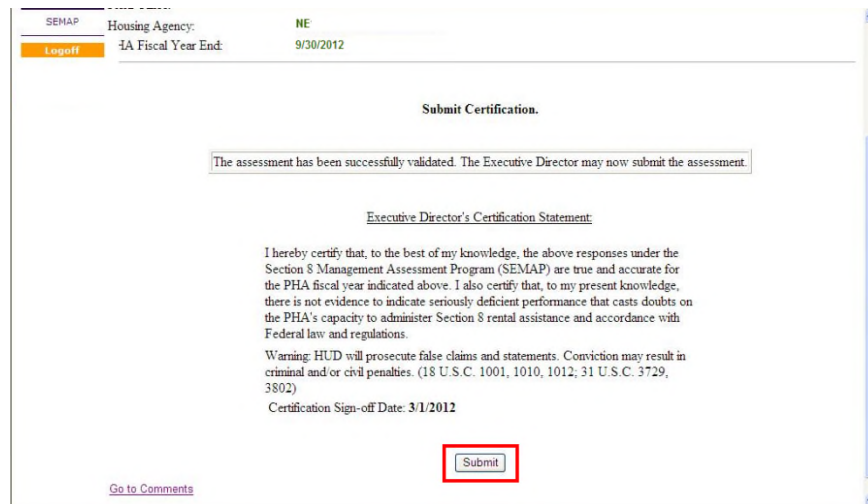 SEMAP
Housing Agency: NE
Logoff
HA Fiscal Year End: 9/30/2012
Submit Certification.
The assessment has been successfully validated. The Executive Director may now submit the assessment.
Executive Director's Certification Statement:
I hereby certify that, to the best of my knowledge, the above responses under the
Section 8 Management Assessment Program (SEMAP) are true and accurate for
the PHA fiscal year indicated above. I also certify that, to my present knowledge,
there is not evidence to indicate seriously deficient performance that casts doubts on
the PHA's capacity to administer Section 8 rental assistance and accordance with
Federal law and regulations.
Warning: HUD will prosecute false claims and statements. Conviction may result in
criminal and/or civil penalties. (18 U.S.C. 1001, 1010, 1012; 31 U.S.C. 3729,
3802)
Certification Sign-off Date: 3/1/2012
Submit
Go to Comments